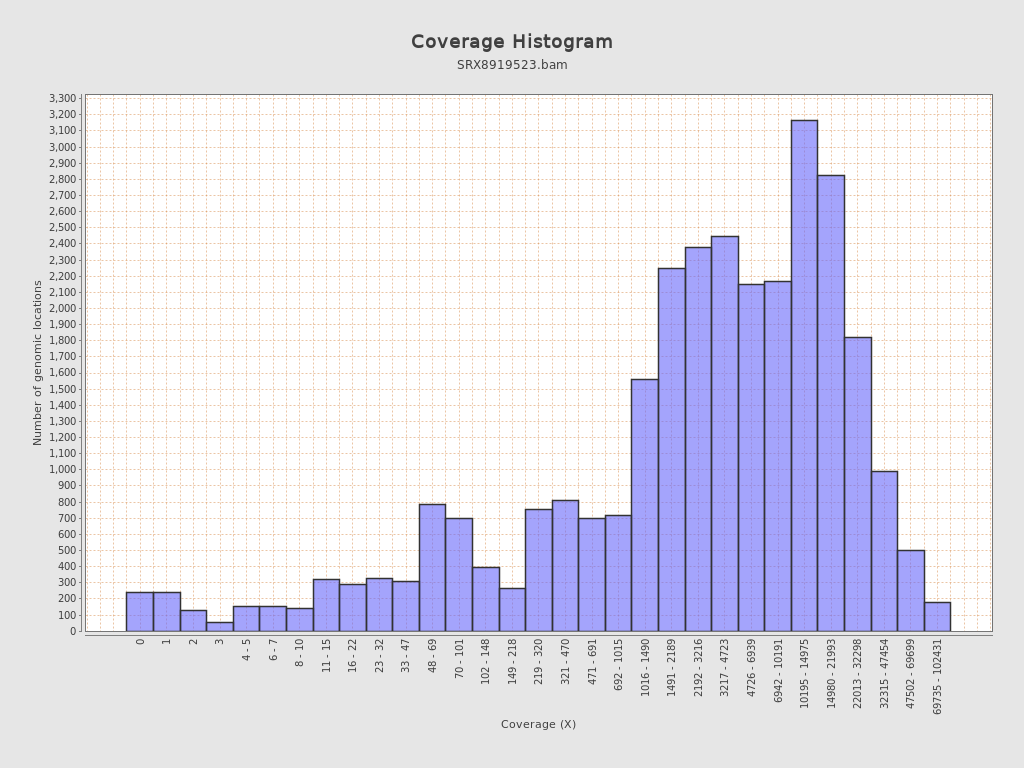 Coverage Histogram
SRX8919523.bam
Number of genomic locations
3,300
3,200
3,100
3,000
2,900
2,800
2,700
2,600
2,500
2,400
2,300
2,200
2,100
2,000
1,900
1,800
1,700
1,600
1,500
1,400
1,300
1,200
1,100
1,000
900
800
700
600
500
400
300
200
100
0
0
1
2
3
4 - 5
6 - 7
8 - 10
11 - 15
16 - 22
23 - 32
33 - 47
48 - 69
70 - 101
102 - 148
149 - 218
219 - 320
321 - 470
471 - 691
692 - 1015
1016 - 1490
1491 - 2189
2192 - 3216
3217 - 4723
4726 - 6939
6942 - 10191
10195 - 14975
14980 - 21993
22013 - 32298
32315 - 47454
47502 - 69699
69735 - 102431
Coverage (X)